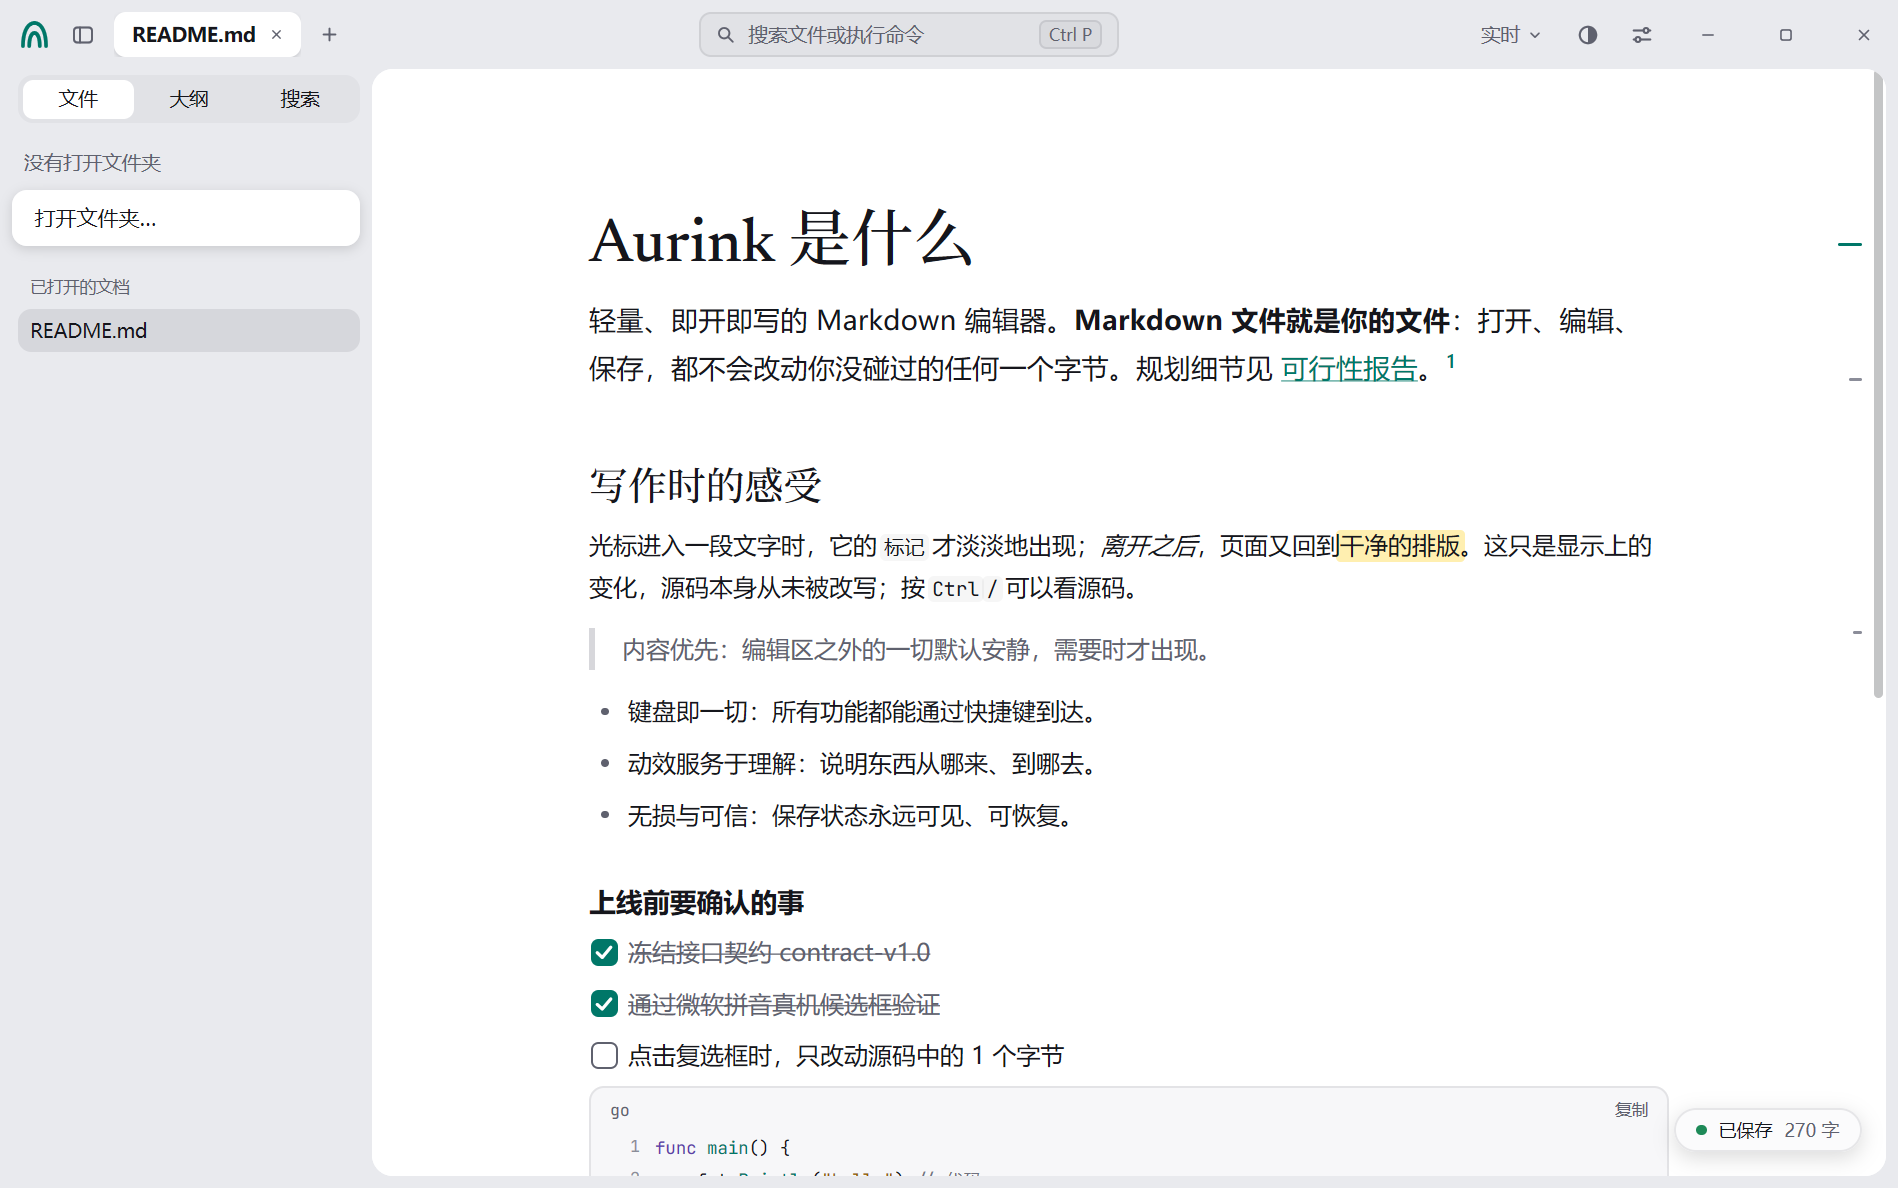 README.md
搜索文件或执行命令
Ctrl P
实时
文件
大纲
搜索
没有打开文件夹
打开文件夹...
已打开的文档
README.md
Aurink 是什么
轻量、即开即写的 Markdown 编辑器。Markdown 文件就是你的文件：打开、编辑、
保存，都不会改动你没碰过的任何一个字节。规划细节见 可行性报告。1
写作时的感受
光标进入一段文字时，它的 标记 才淡淡地出现；离开之后，页面又回到干净的排版。这只是显示上的
变化，源码本身从未被改写；按 Ctrl / 可以看源码。
内容优先：编辑区之外的一切默认安静，需要时才出现。
• 键盘即一切：所有功能都能通过快捷键到达。
• 动效服务于理解：说明东西从哪来、到哪去。
• 无损与可信：保存状态永远可见、可恢复。
上线前要确认的事
冻结接口契约 contract-v1.0
通过微软拼音真机候选框验证
点击复选框时，只改动源码中的 1 个字节
go
复制
1 func main() {
已保存 270 字